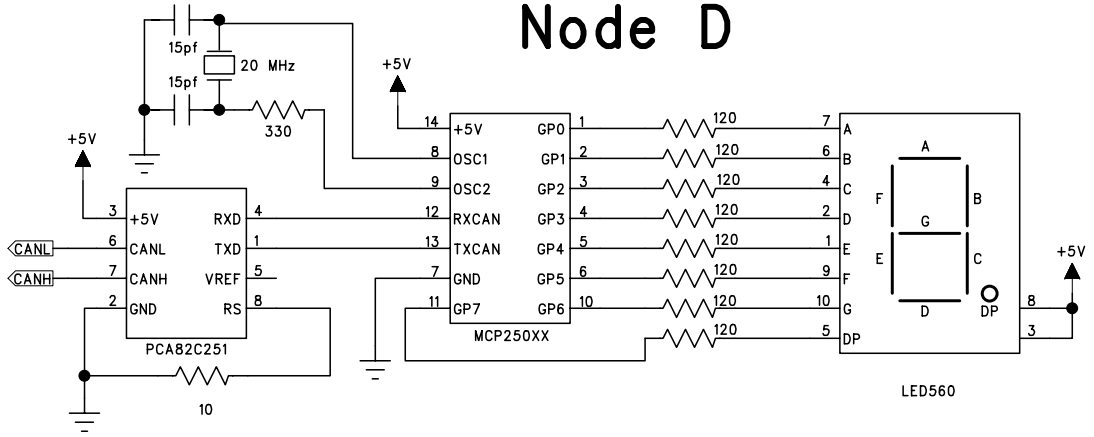 Node D
15pf
20 MHz
15pf
330
+5V
+5V
3 +5V RXD 4
6 CANL TXD 1
7 CANH VREF 5
2 GND RS 8
CANL
CANH
PCA82C251
10
14 +5V GP0 1
8 OSC1 GP1 2
9 OSC2 GP2 3
12 RXCAN GP3 4
13 TXCAN GP4 5
7 GND GP5 6
11 GP7 GP6 10
MCP250XX
120
120
120
120
120
120
120
120
7 A
6 B
4 C
2 D
1 E
9 F
10 G
5 DP
A
F B
G
E C
D DP
8
3
+5V
LED560